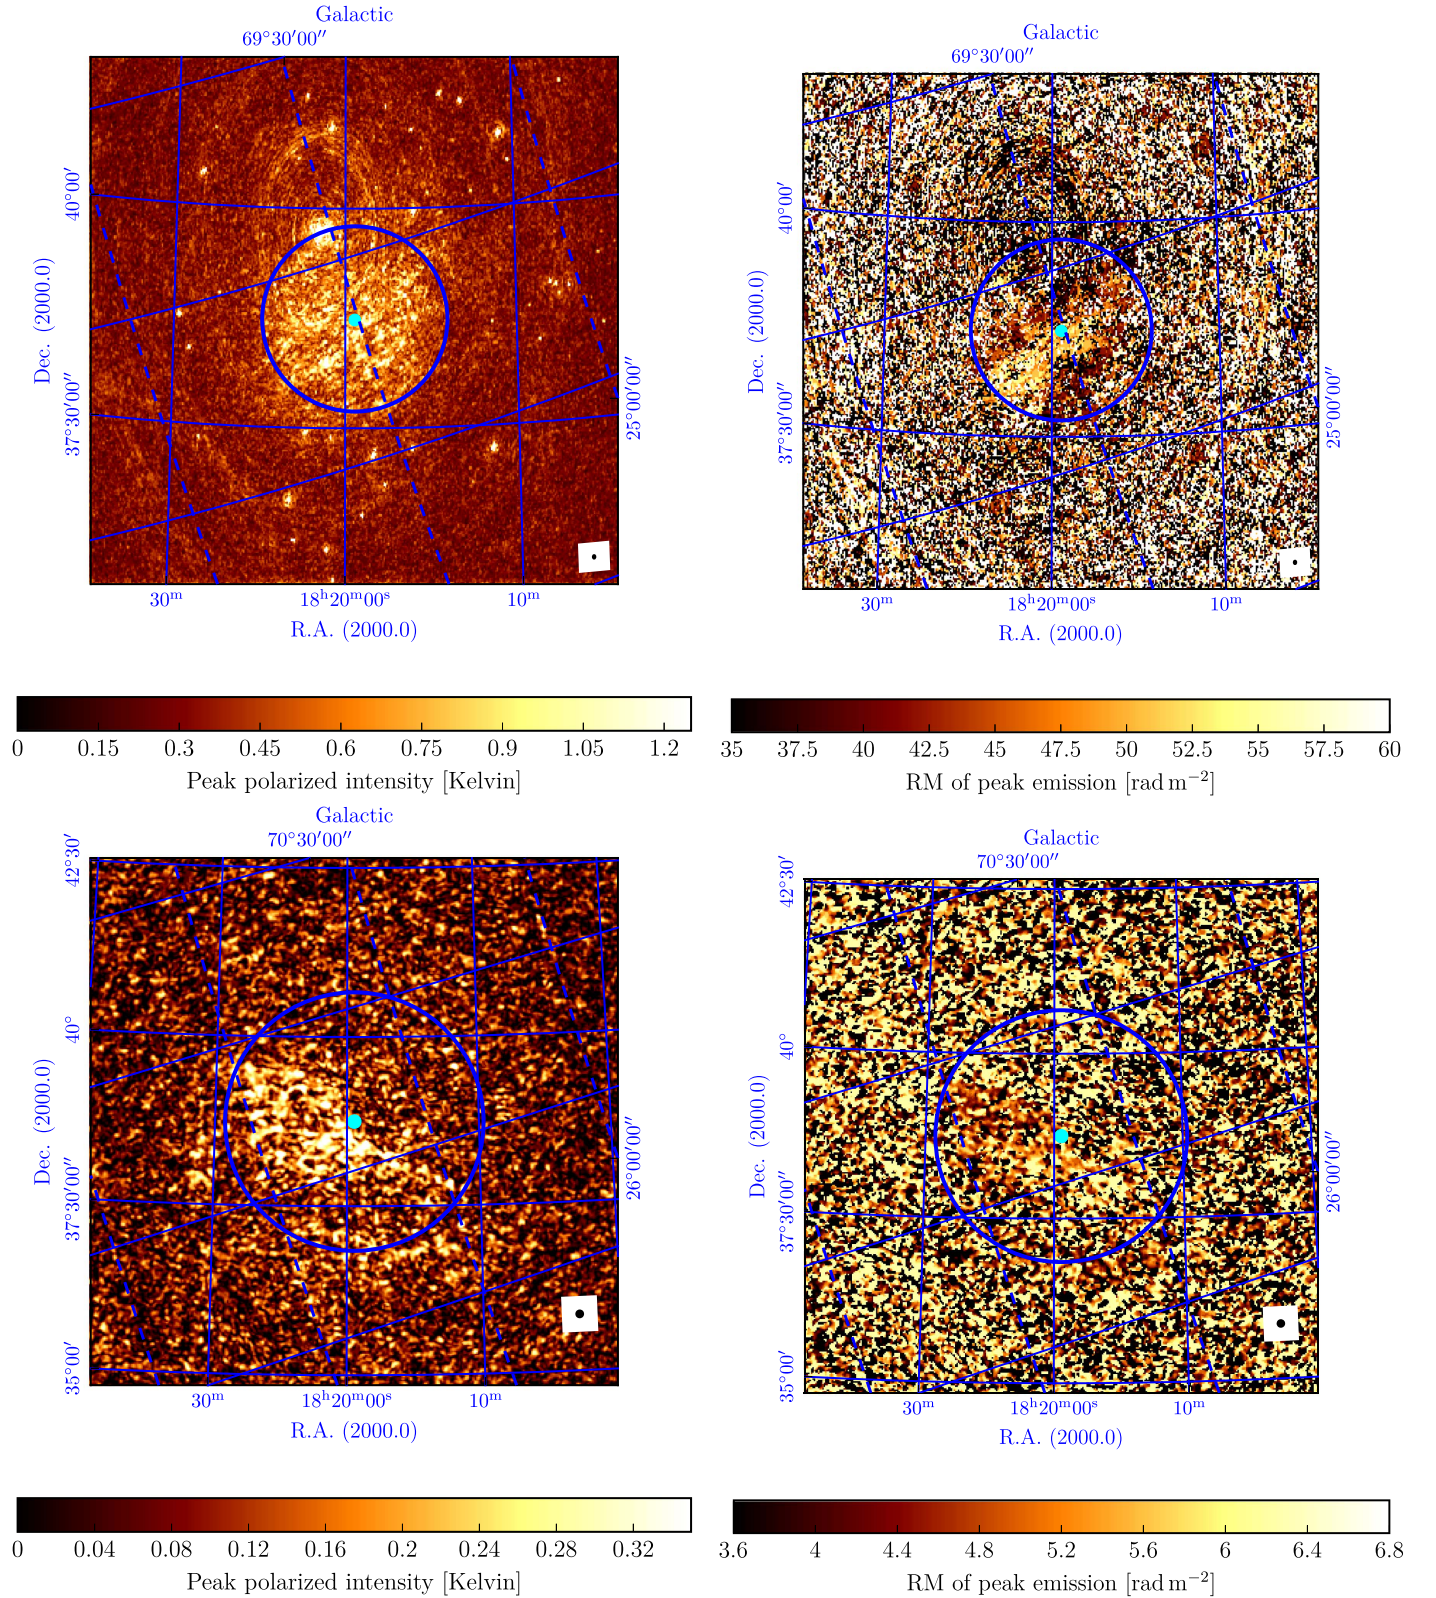 Galactic
69°30′00″
40°00′
37°30′00″
Dec. (2000.0)
25°00′00″
30ᵐ
18ʰ20ᵐ00ˢ
10ᵐ
R.A. (2000.0)
0 0.15 0.3 0.45 0.6 0.75 0.9 1.05 1.2
Peak polarized intensity [Kelvin]
Galactic
69°30′00″
40°00′
37°30′00″
Dec. (2000.0)
25°00′00″
30ᵐ
18ʰ20ᵐ00ˢ
10ᵐ
R.A. (2000.0)
35 37.5 40 42.5 45 47.5 50 52.5 55 57.5 60
RM of peak emission [rad m⁻²]
Galactic
70°30′00″
42°30′
40°
37°30′00″
35°00′
Dec. (2000.0)
26°00′00″
30ᵐ
18ʰ20ᵐ00ˢ
10ᵐ
R.A. (2000.0)
0 0.04 0.08 0.12 0.16 0.2 0.24 0.28 0.32
Peak polarized intensity [Kelvin]
Galactic
70°30′00″
42°30′
40°
37°30′00″
35°00′
Dec. (2000.0)
26°00′00″
30ᵐ
18ʰ20ᵐ00ˢ
10ᵐ
R.A. (2000.0)
3.6 4 4.4 4.8 5.2 5.6 6 6.4 6.8
RM of peak emission [rad m⁻²]